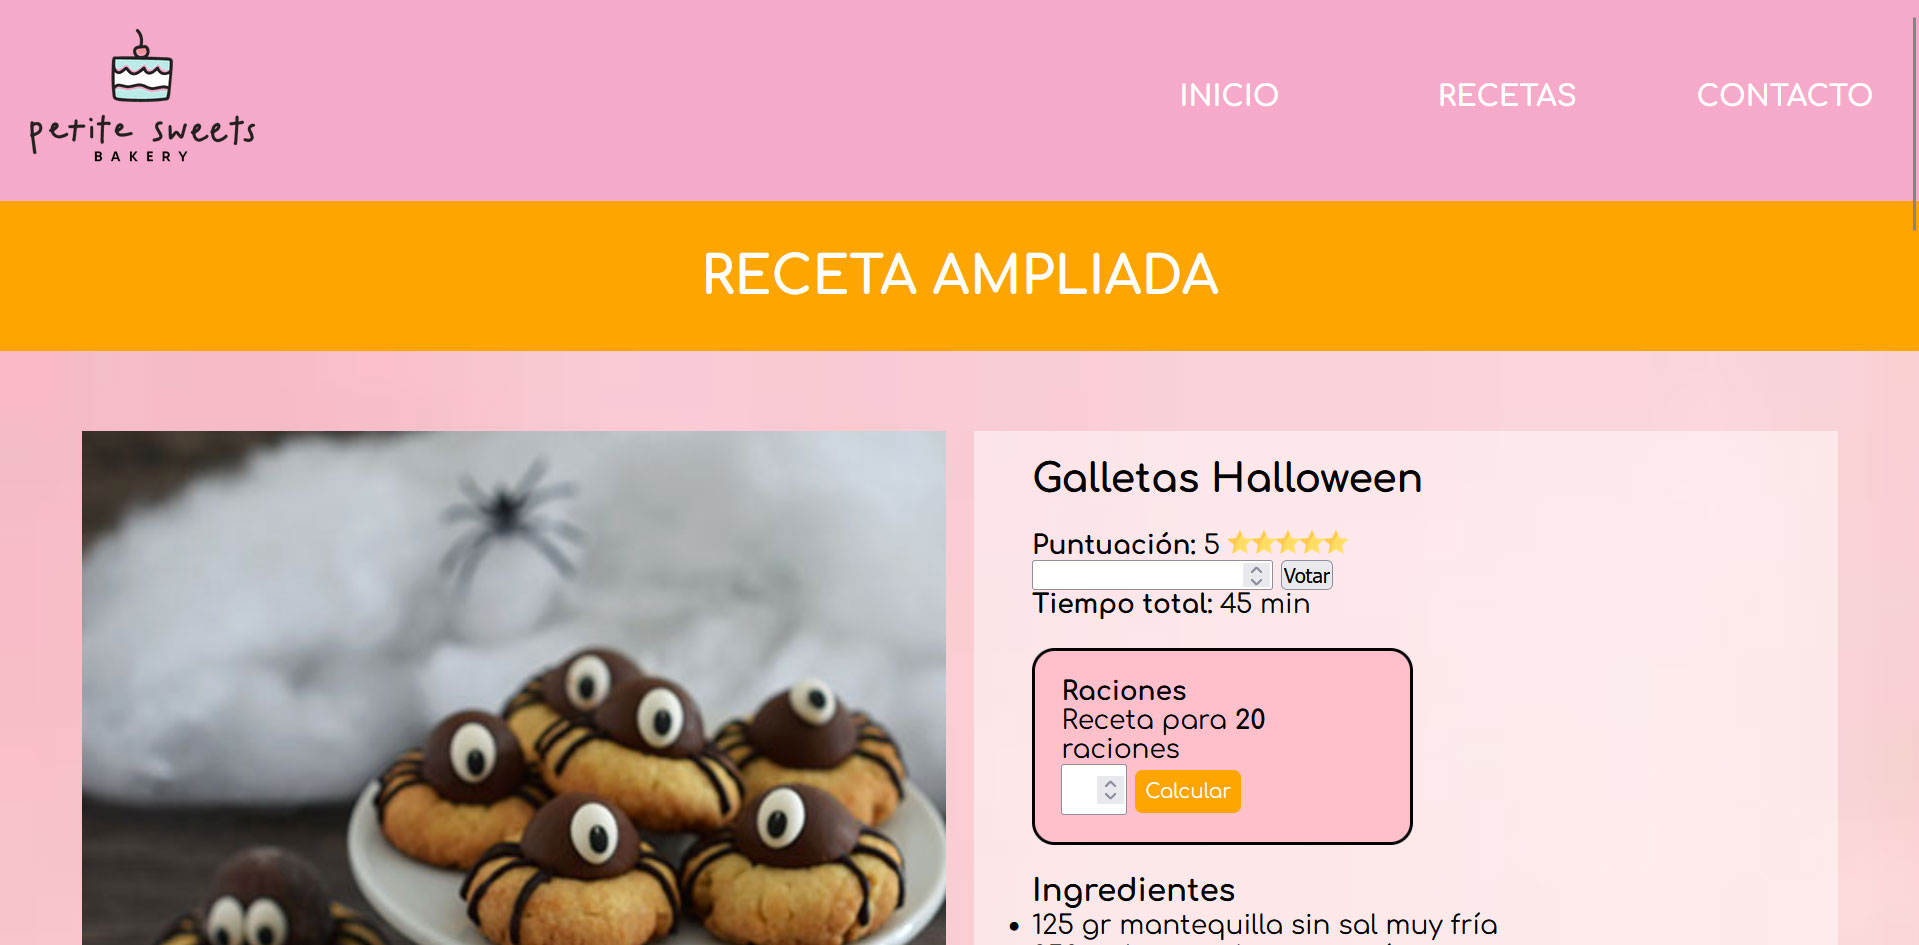 petite sweets
BAKERY
INICIO
RECETAS
CONTACTO
RECETA AMPLIADA
Galletas Halloween
Puntuación: 5 ⭐⭐⭐⭐⭐
Votar
Tiempo total: 45 min
Raciones
Receta para 20
raciones
Calcular
Ingredientes
• 125 gr mantequilla sin sal muy fría